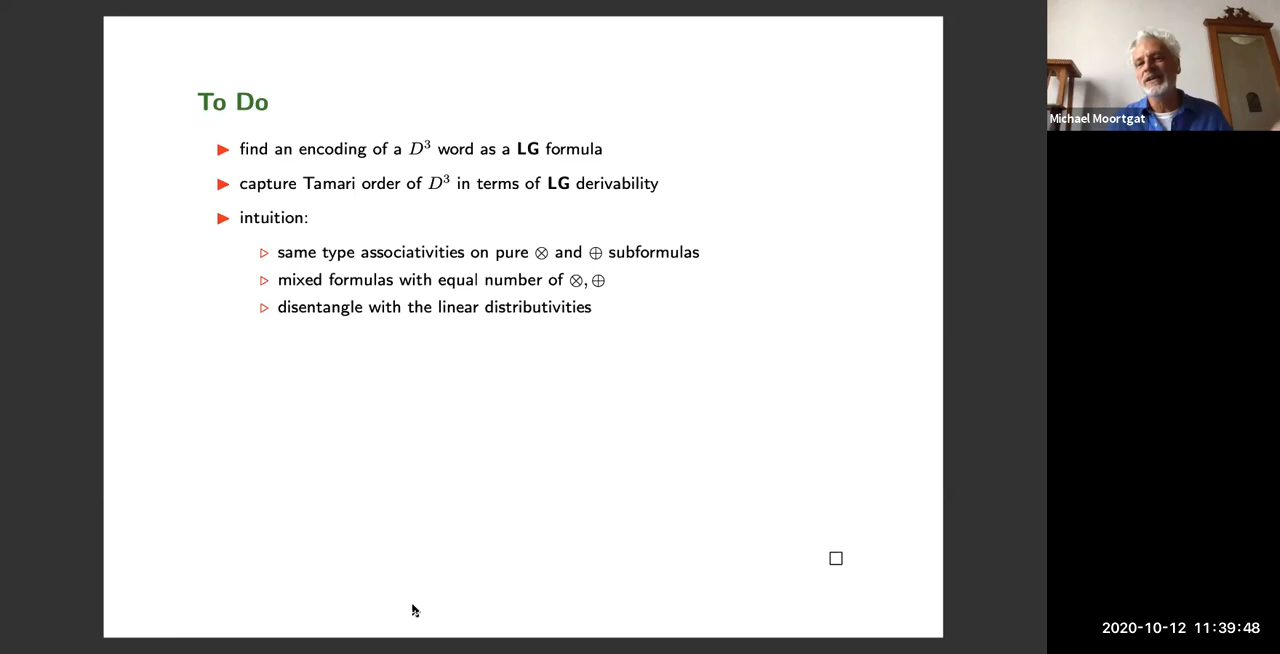 To Do
▶ find an encoding of a D³ word as a LG formula
▶ capture Tamari order of D³ in terms of LG derivability
▶ intuition:
▷ same type associativities on pure ⊗ and ⊕ subformulas
▷ mixed formulas with equal number of ⊗, ⊕
▷ disentangle with the linear distributivities
□
Michael Moortgat
2020-10-12 11:39:48